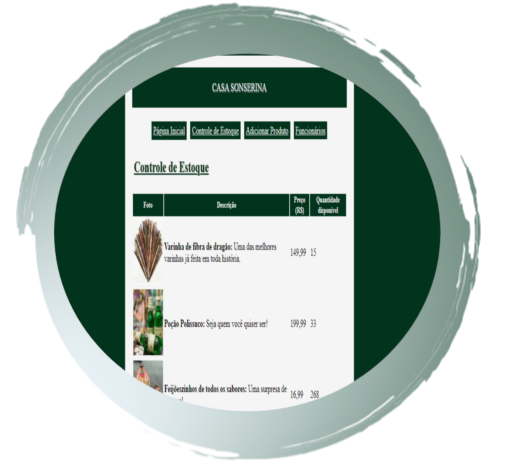 CASA SONSERINA
Página Inicial Controle de Estoque Adicionar Produto Funcionários
Controle de Estoque
Foto Descrição Preço (R$) Quantidade disponível
Varinha de fibra de dragão: Uma das melhores
varinhas já feita em toda história.
149,99 15
Poção Polissuco: Seja quem você quiser ser! 199,99 33
Feijõeszinhos de todos os sabores: Uma surpresa de
16,99 268